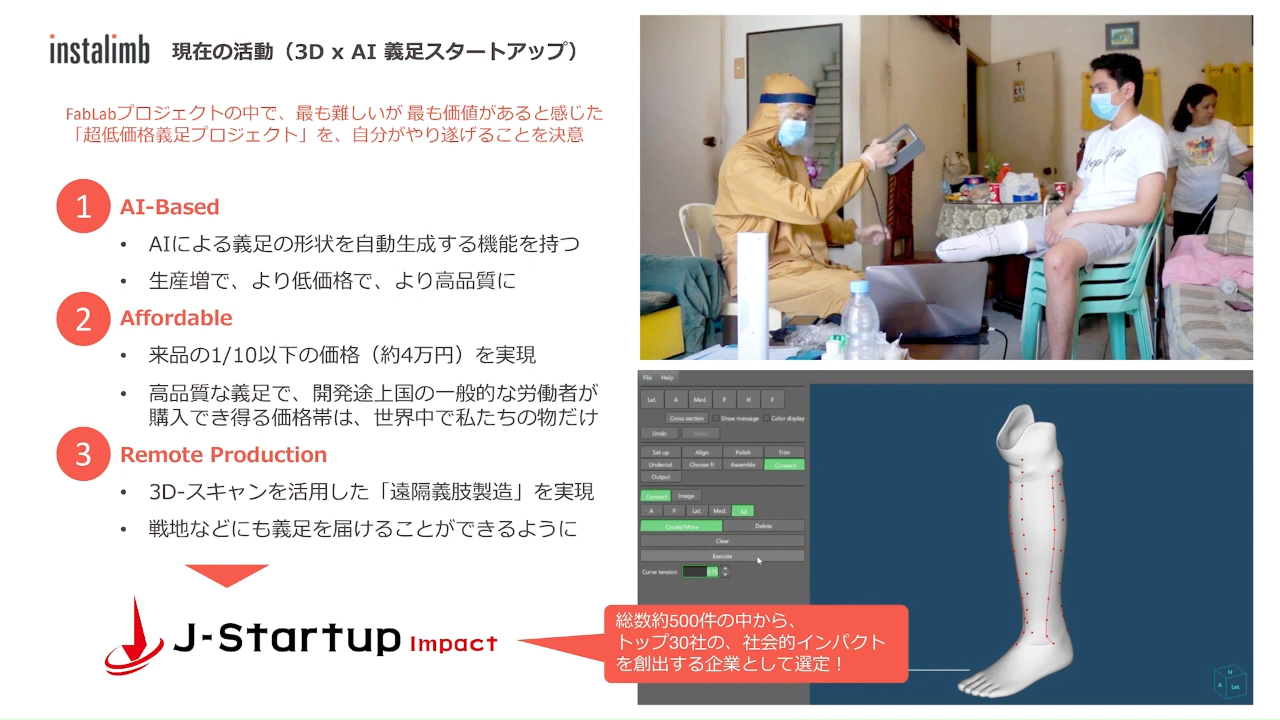 instalimb 現在の活動（3D x AI 義足スタートアップ）
FabLabプロジェクトの中で、最も難しいが 最も価値があると感じた
「超低価格義足プロジェクト」を、自分がやり遂げることを決意
1 AI-Based
• AIによる義足の形状を自動生成する機能を持つ
• 生産増で、より低価格で、より高品質に
2 Affordable
• 来品の1/10以下の価格（約4万円）を実現
• 高品質な義足で、開発途上国の一般的な労働者が
購入でき得る価格帯は、世界中で私たちの物だけ
3 Remote Production
• 3D-スキャンを活用した「遠隔義肢製造」を実現
• 戦地などにも義足を届けることができるように
J-Startup Impact
総数約500件の中から、
トップ30社の、社会的インパクト
を創出する企業として選定！
File Help
Lat. A Med. P H F
Cross section Show message Color display
Undo Redo
Set up Align Polish Trim
Undercut Choose ft Assemble Connect
Output
Connect Image
A P Lat. Med. All
Create/Move Delete
Clear
Execute
Curve tension
H
A Lat.